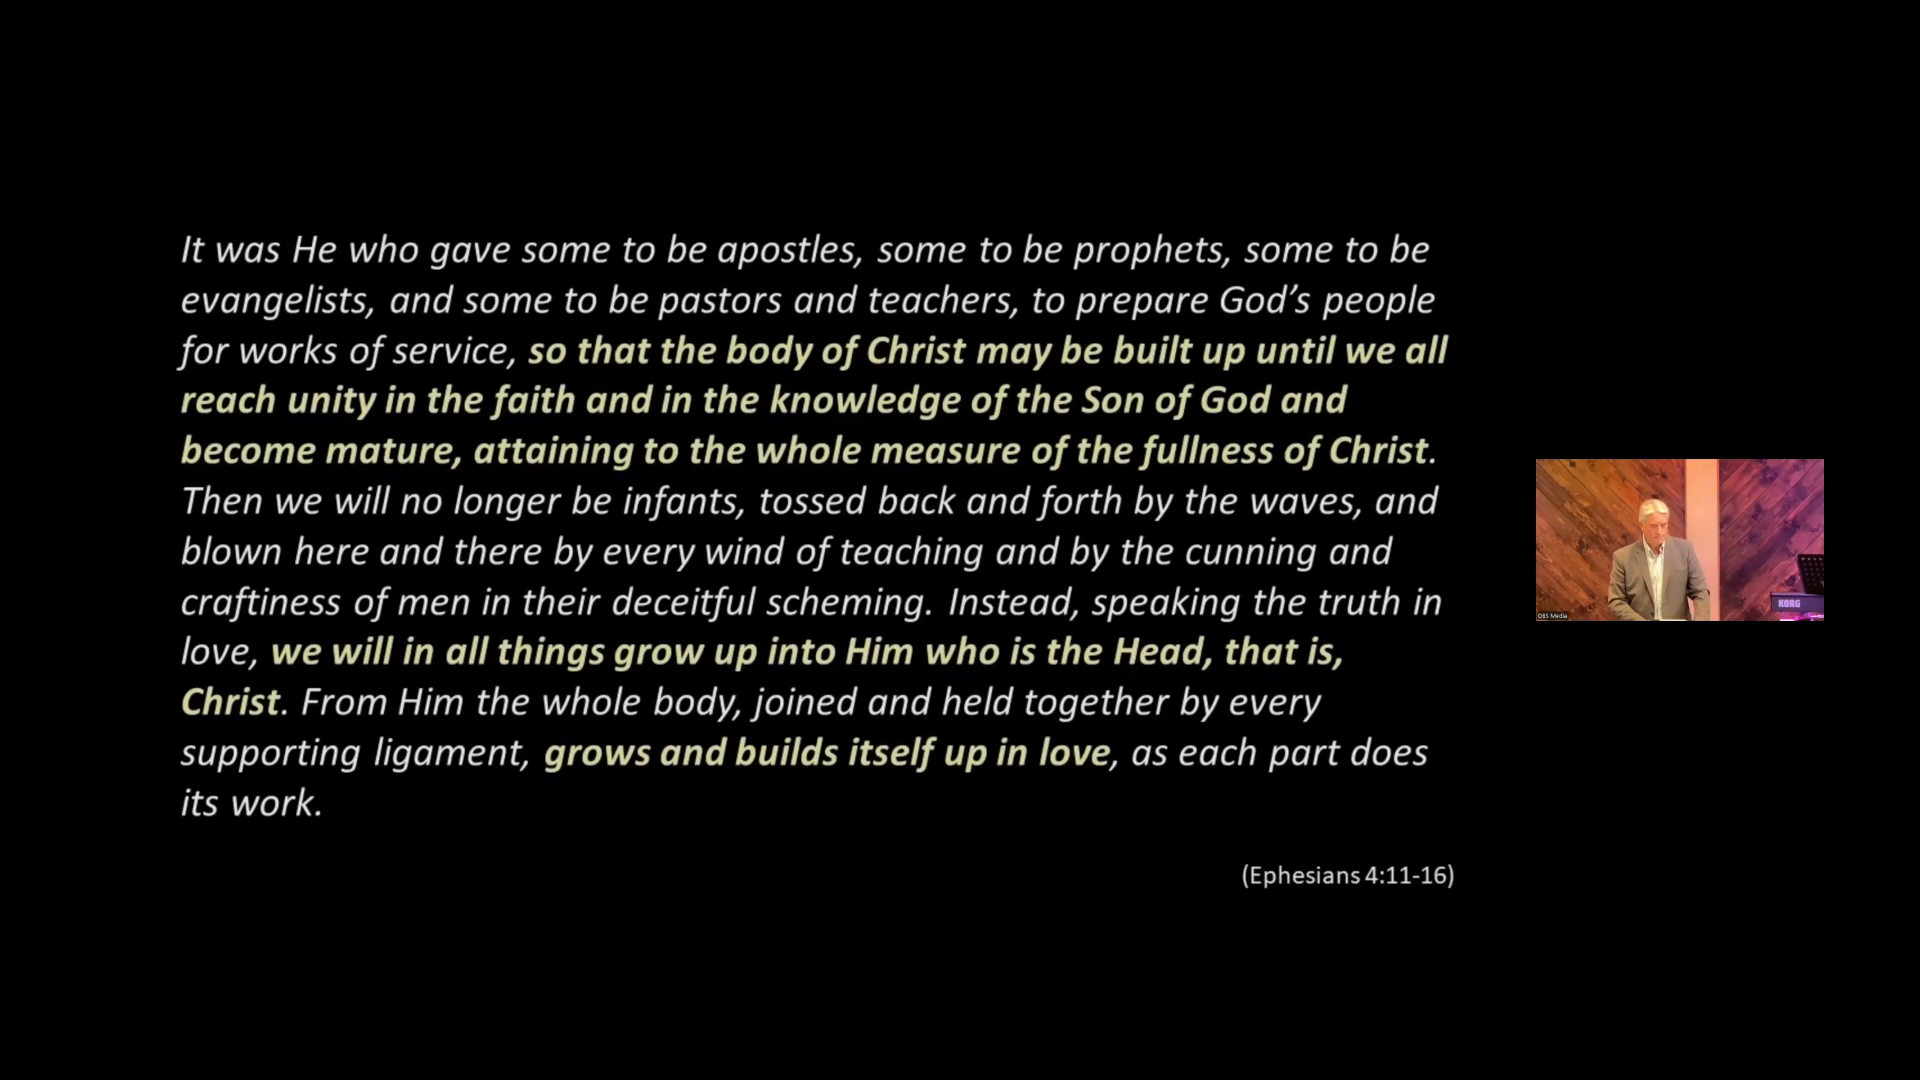 It was He who gave some to be apostles, some to be prophets, some to be
evangelists, and some to be pastors and teachers, to prepare God’s people
for works of service, so that the body of Christ may be built up until we all
reach unity in the faith and in the knowledge of the Son of God and
become mature, attaining to the whole measure of the fullness of Christ.
Then we will no longer be infants, tossed back and forth by the waves, and
blown here and there by every wind of teaching and by the cunning and
craftiness of men in their deceitful scheming. Instead, speaking the truth in
love, we will in all things grow up into Him who is the Head, that is,
Christ. From Him the whole body, joined and held together by every
supporting ligament, grows and builds itself up in love, as each part does
its work.
(Ephesians 4:11-16)
KORG
DBS Media